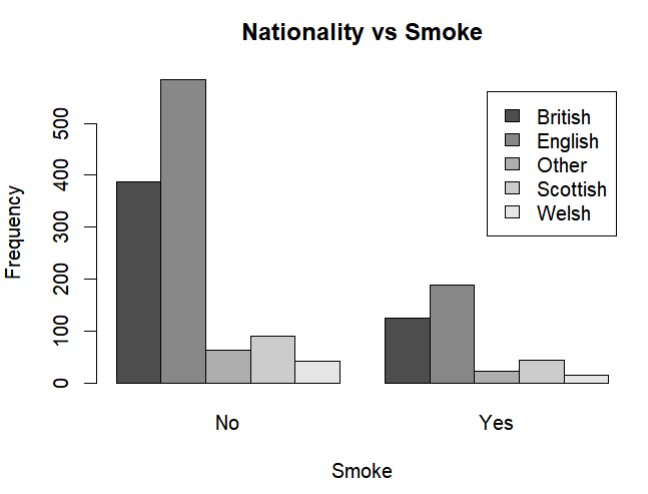 Nationality vs Smoke
Frequency
500
400
300
200
100
0
British
English
Other
Scottish
Welsh
No
Yes
Smoke